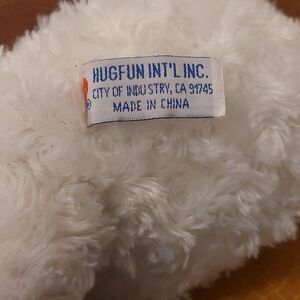 HUGFUN INT'L INC.
CITY OF INDUSTRY, CA 91745
® MADE IN CHINA